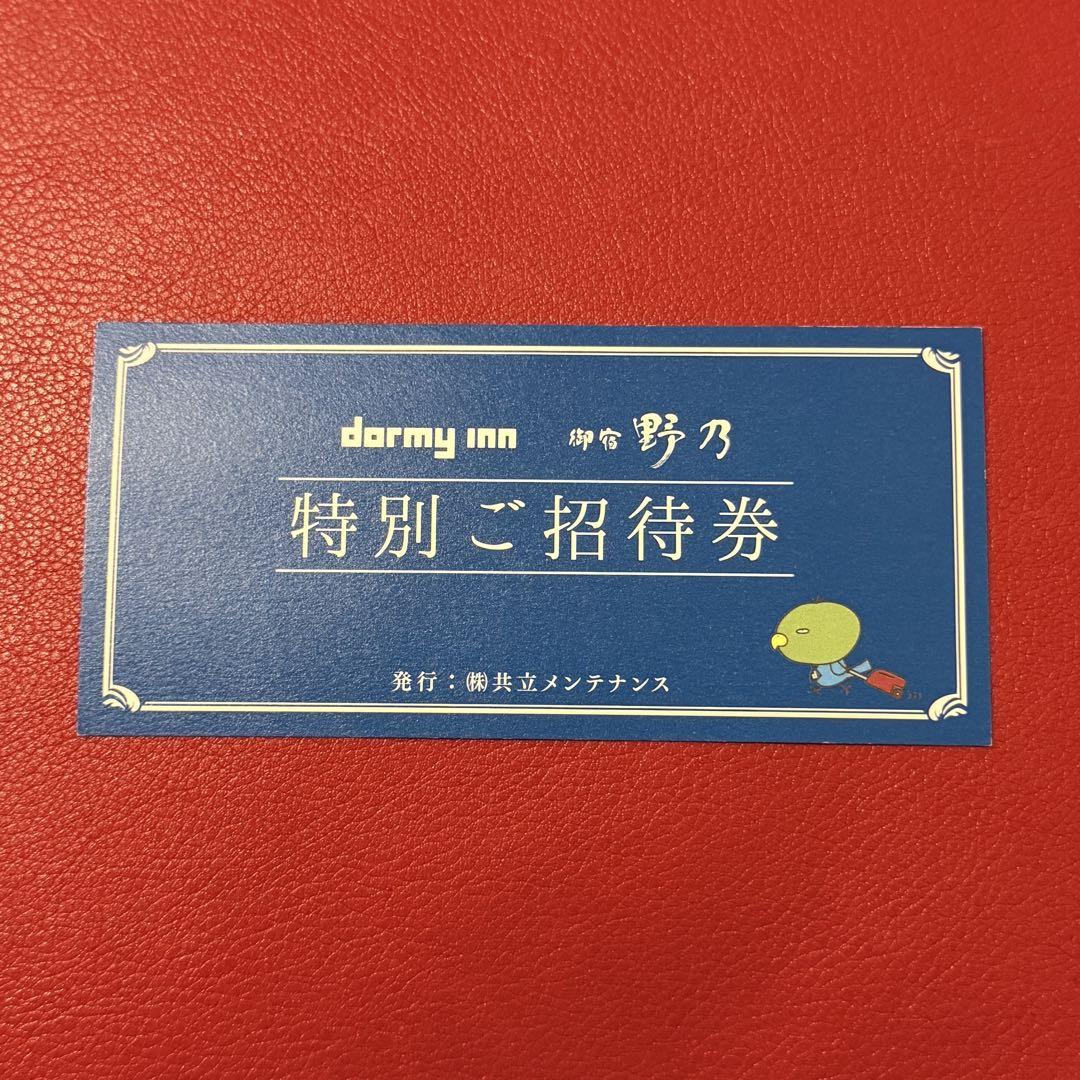 dormy inn 御宿 野乃
特別ご招待券
発行：㈱共立メンテナンス